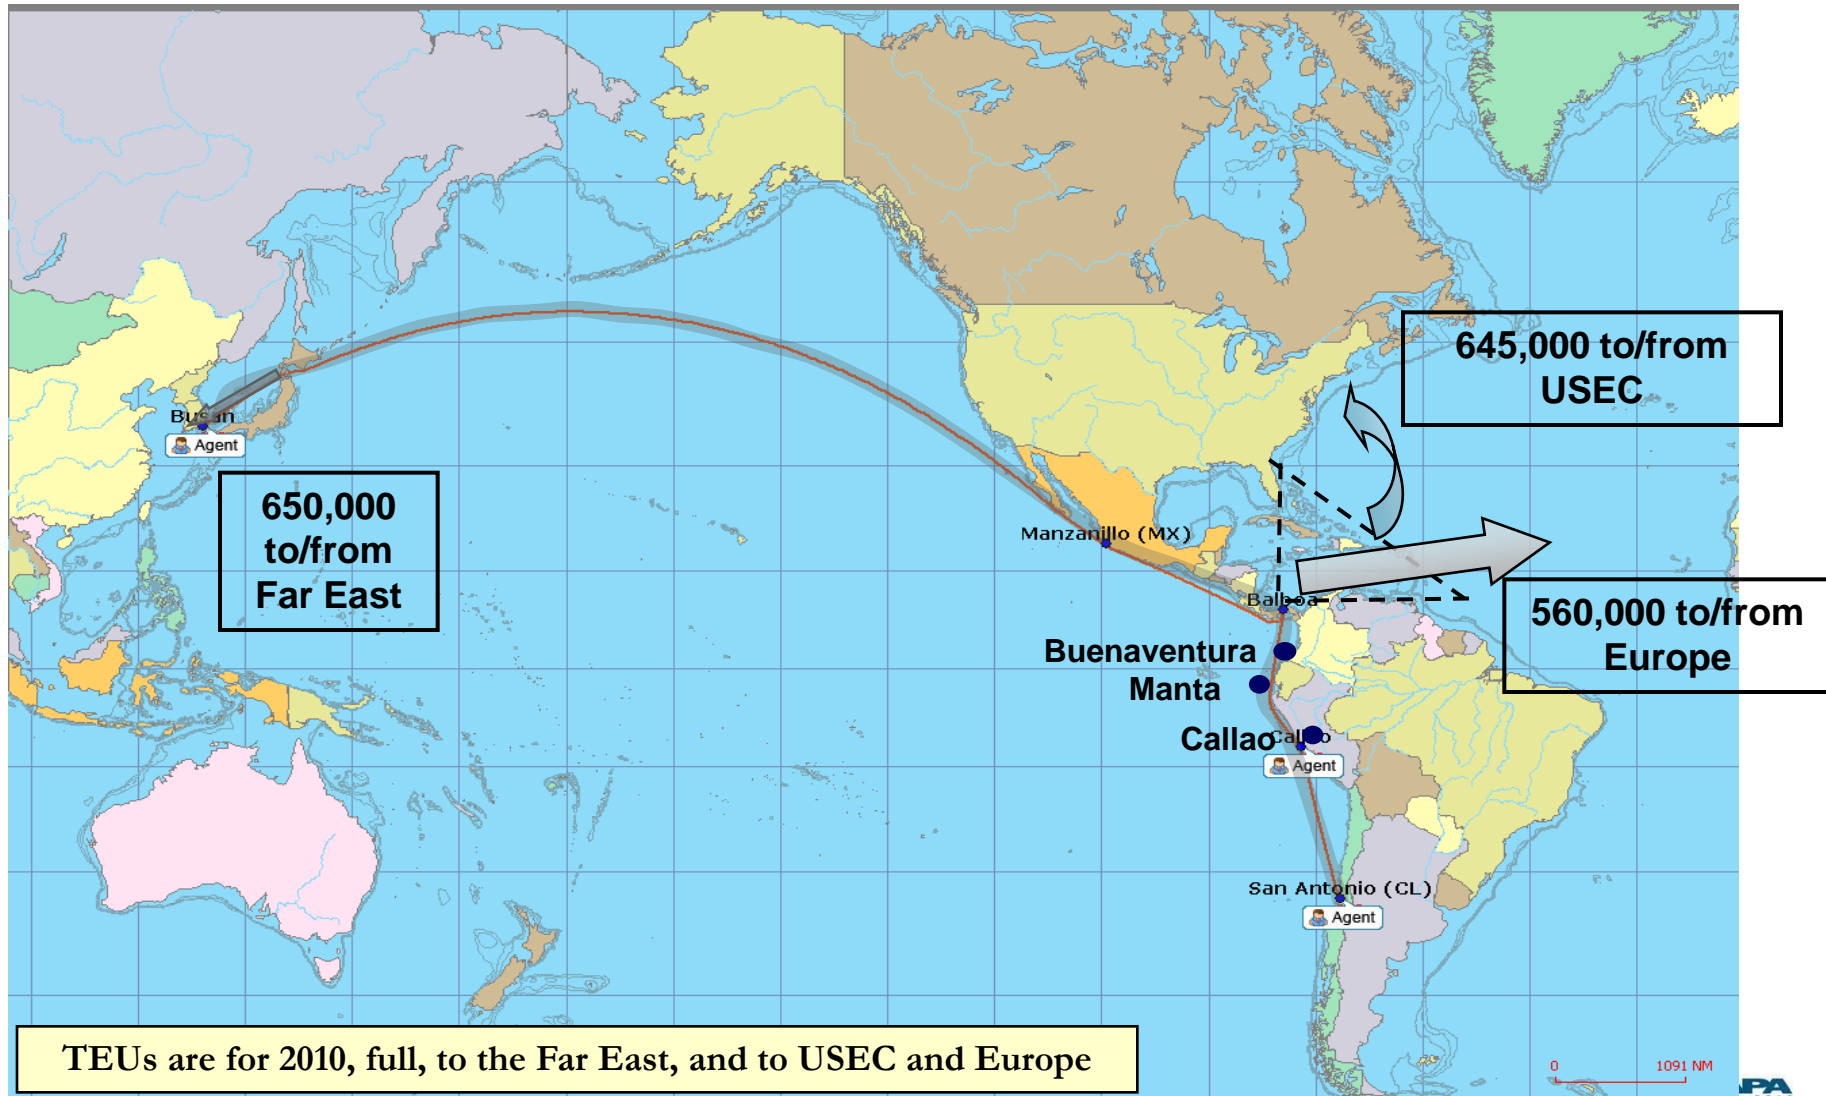 645,000 to/from
USEC
Busan
Agent
650,000
to/from
Far East
Manzanillo (MX)
Balboa
560,000 to/from
Europe
Buenaventura
Manta
Callao
Callao
Agent
San Antonio (CL)
Agent
TEUs are for 2010, full, to the Far East, and to USEC and Europe
0
1091 NM